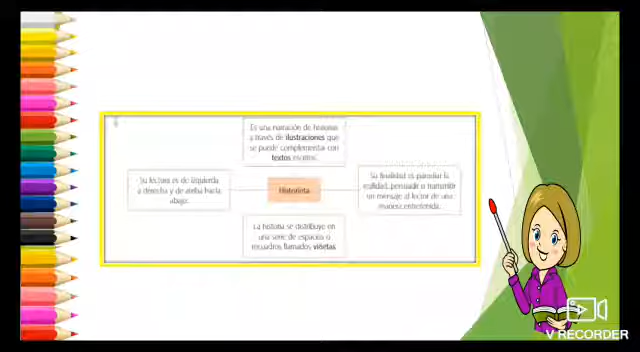 Es una narración de historias
a través de ilustraciones que
se puede complementar con
textos escritos.
Su lectura es de izquierda
a derecha y de arriba hacia
abajo.
Historieta
Su finalidad es parodiar la
realidad, persuadir o transmitir
un mensaje al lector de una
manera entretenida.
La historia se distribuye en
una serie de espacios o
recuadros llamados viñetas
V RECORDER